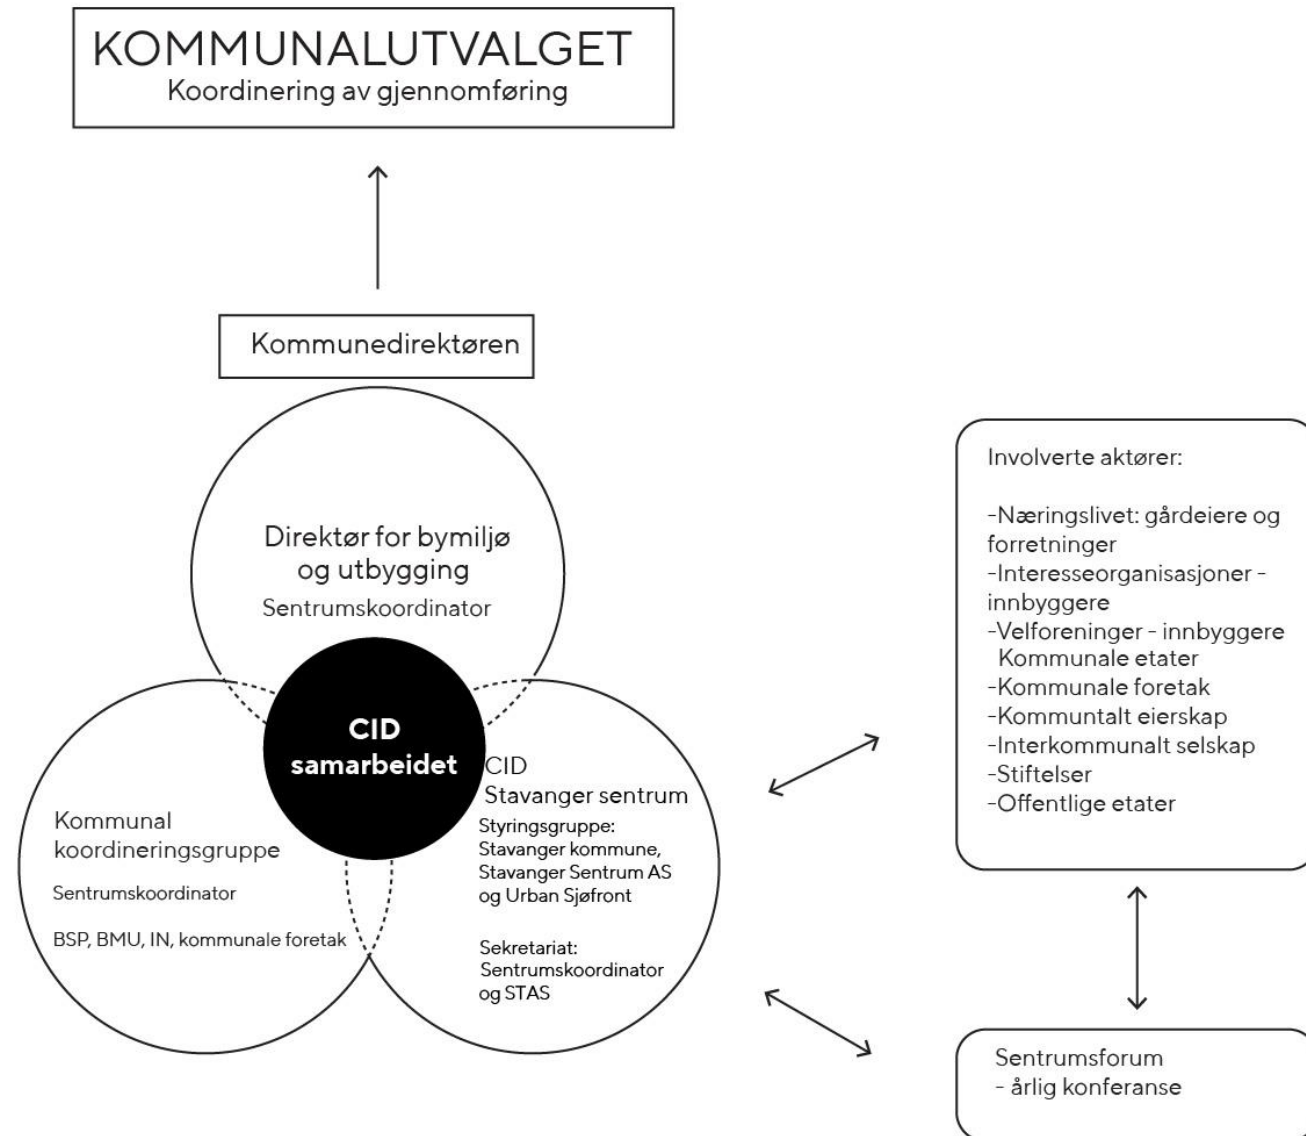 KOMMUNALUTVALGET
Koordinering av gjennomføring
Kommunedirektøren
Direktør for bymiljø
og utbygging
Sentrumskoordinator
CID
samarbeidet
Kommunal
koordineringsgruppe
Sentrumskoordinator
BSP, BMU, IN, kommunale foretak
CID
Stavanger sentrum
Styringsgruppe:
Stavanger kommune,
Stavanger Sentrum AS
og Urban Sjøfront
Sekretariat:
Sentrumskoordinator
og STAS
Involverte aktører:
-Næringslivet: gårdeiere og
forretninger
-Interesseorganisasjoner -
innbyggere
-Velforeninger - innbyggere
Kommunale etater
-Kommunale foretak
-Kommuntalt eierskap
-Interkommunalt selskap
-Stiftelser
-Offentlige etater
Sentrumsforum
- årlig konferanse